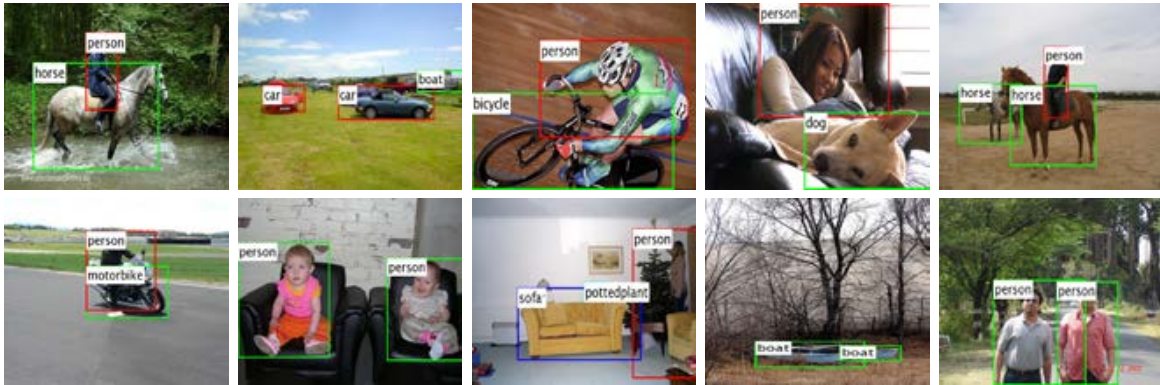 person
horse
boat
car
car
person
bicycle
person
dog
person
horse
horse
person
motorbike
person
person
person
sofa
pottedplant
boat
boat
person
person